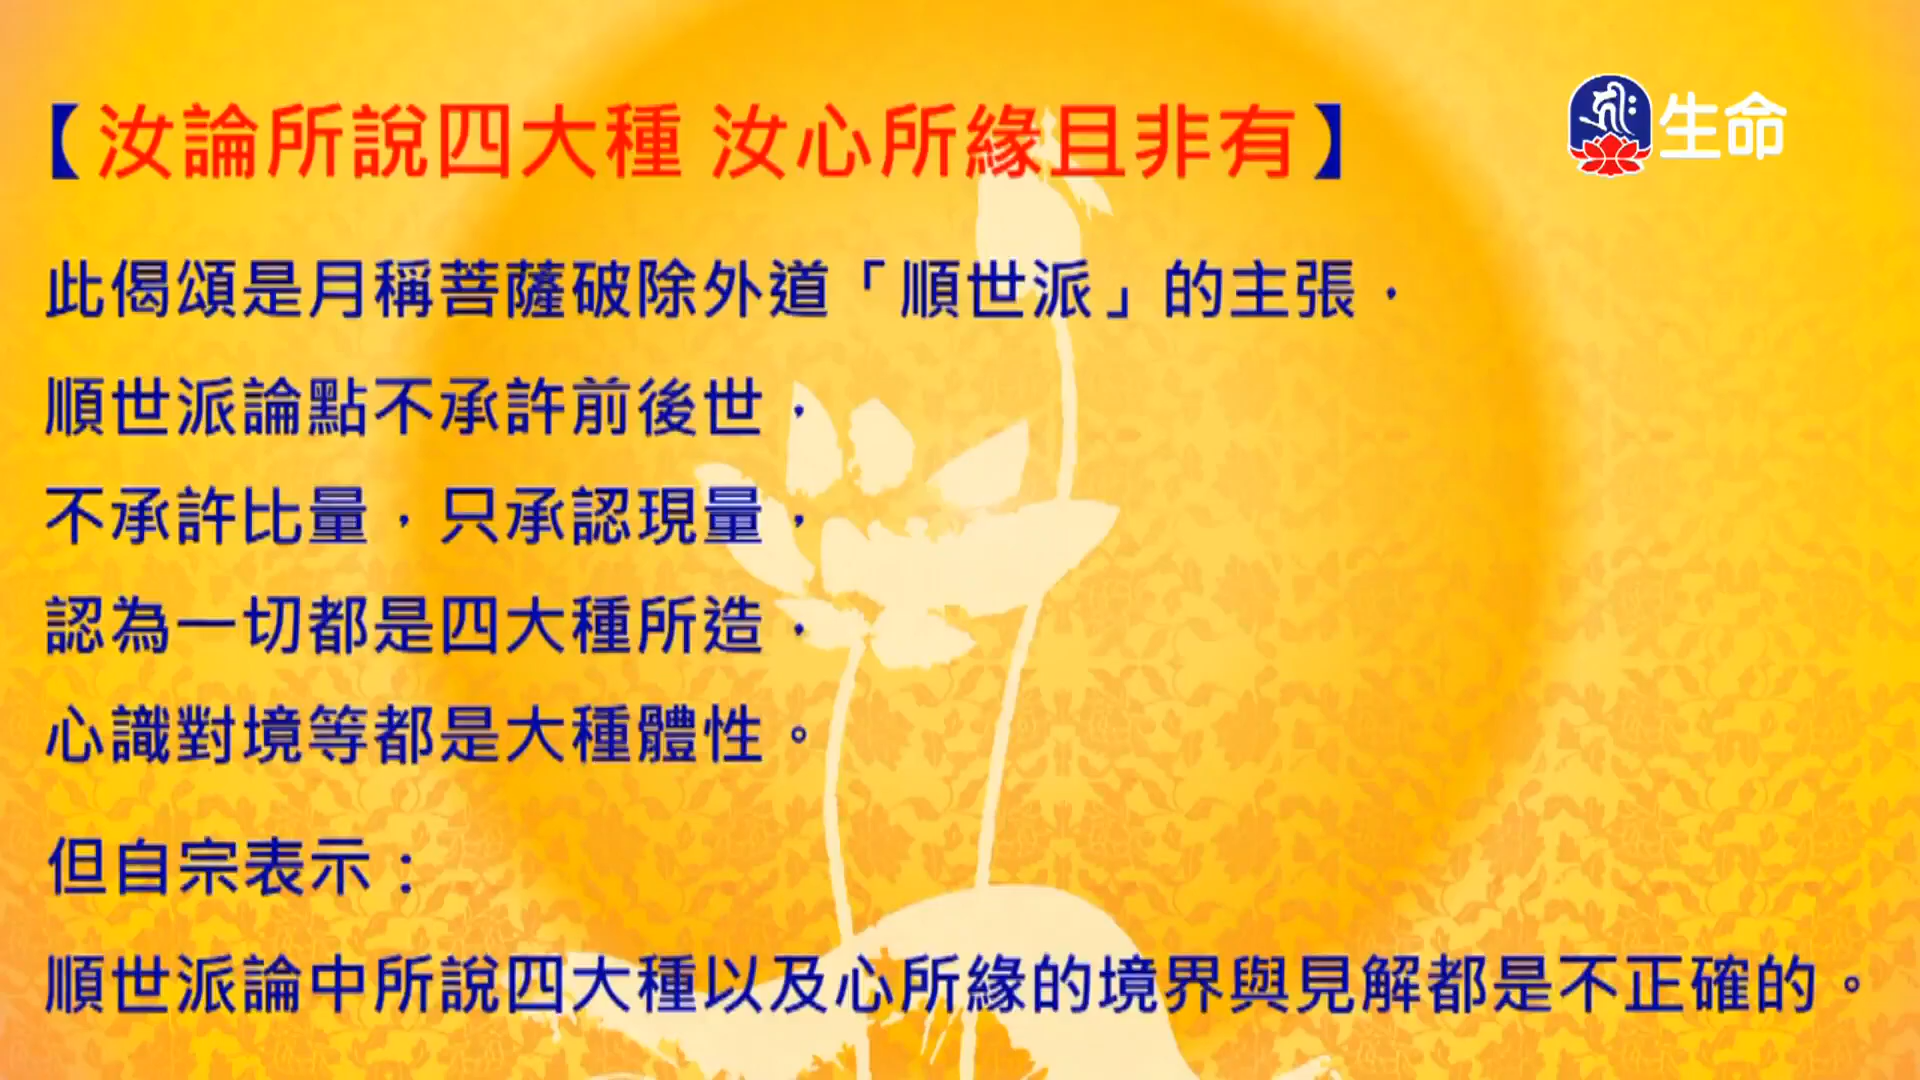 【汝論所說四大種 汝心所緣且非有】
生命
此偈頌是月稱菩薩破除外道「順世派」的主張，
順世派論點不承許前後世，
不承許比量，只承認現量，
認為一切都是四大種所造，
心識對境等都是大種體性。
但自宗表示：
順世派論中所說四大種以及心所緣的境界與見解都是不正確的。